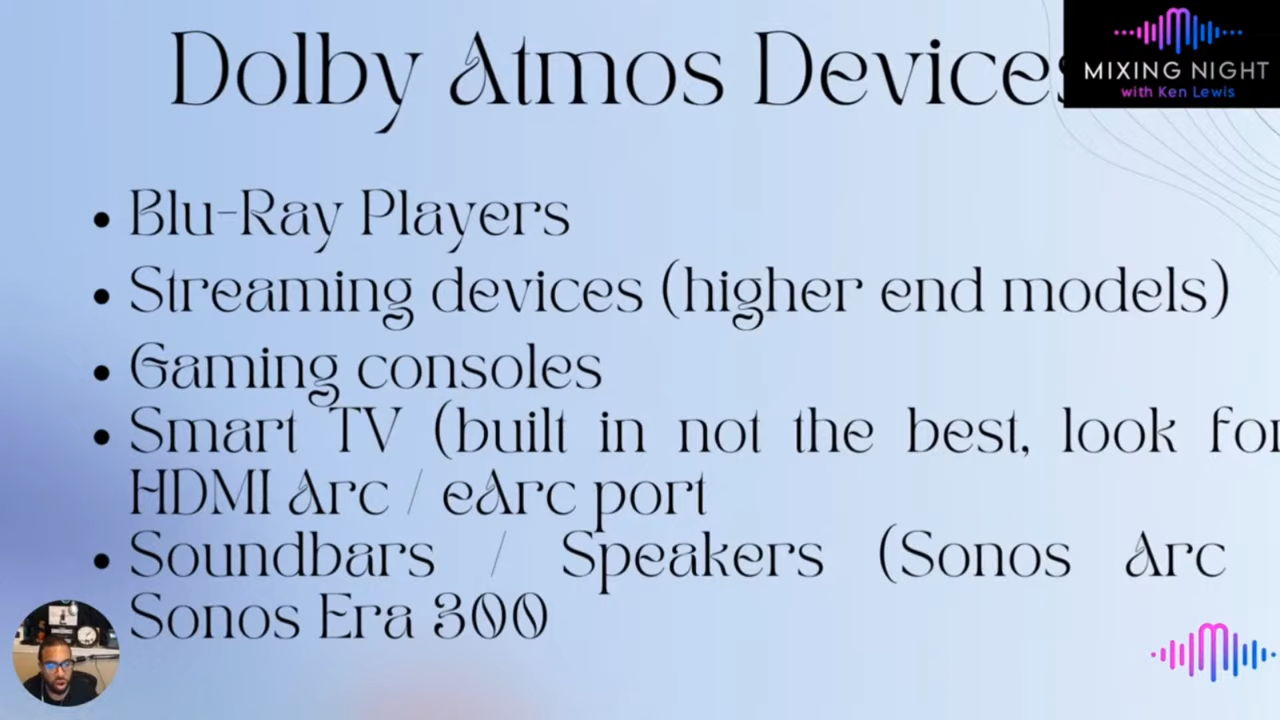 Dolby Atmos Devices
MIXING NIGHT
with Ken Lewis
• Blu-Ray Players
• Streaming devices (higher end models)
• Gaming consoles
• Smart TV (built in not the best, look for
HDMI Arc / eArc port
• Soundbars / Speakers (Sonos Arc
Sonos Era 300